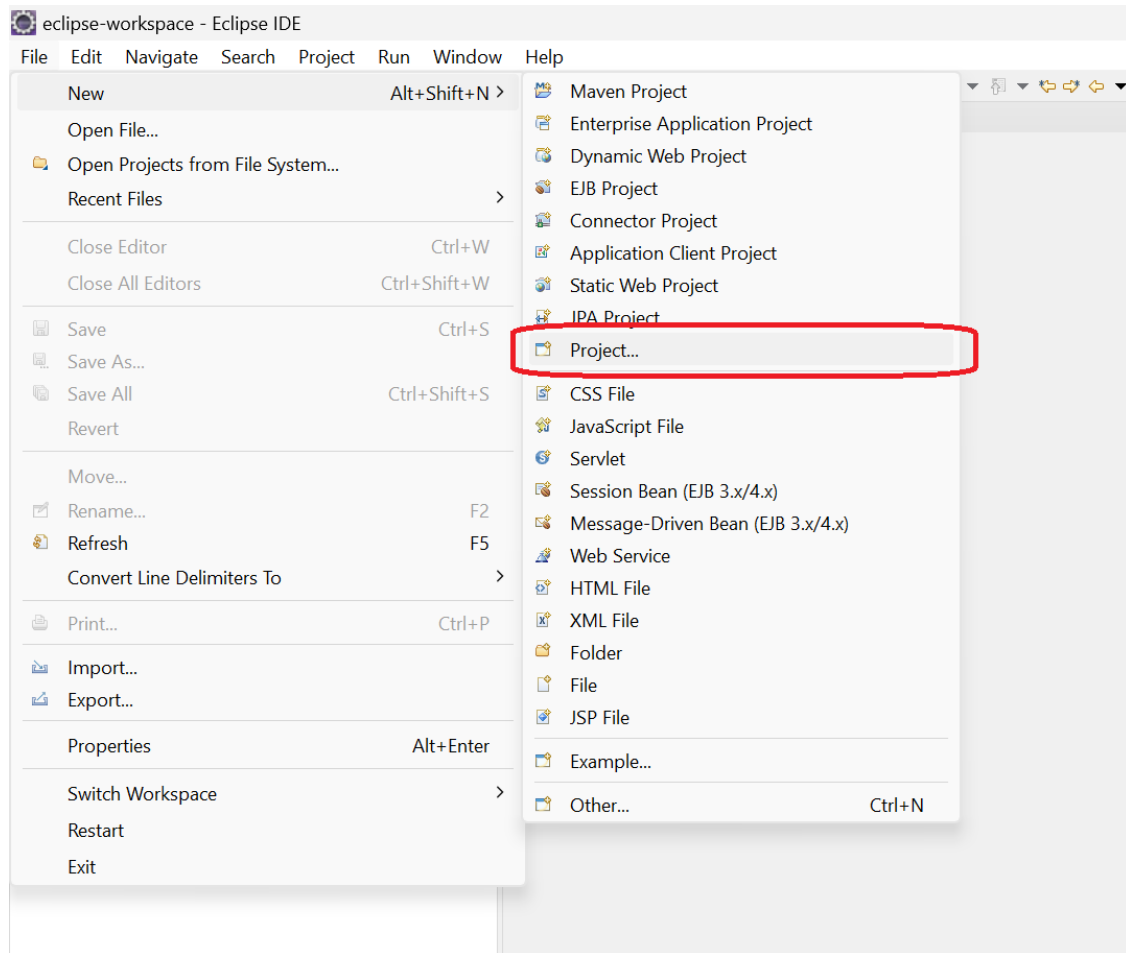 eclipse-workspace - Eclipse IDE
File Edit Navigate Search Project Run Window Help
New Alt+Shift+N
Open File...
Open Projects from File System...
Recent Files
Close Editor Ctrl+W
Close All Editors Ctrl+Shift+W
Save Ctrl+S
Save As...
Save All Ctrl+Shift+S
Revert
Move...
Rename... F2
Refresh F5
Convert Line Delimiters To
Print... Ctrl+P
Import...
Export...
Properties Alt+Enter
Switch Workspace
Restart
Exit
Maven Project
Enterprise Application Project
Dynamic Web Project
EJB Project
Connector Project
Application Client Project
Static Web Project
JPA Project
Project...
CSS File
JavaScript File
Servlet
Session Bean (EJB 3.x/4.x)
Message-Driven Bean (EJB 3.x/4.x)
Web Service
HTML File
XML File
Folder
File
JSP File
Example...
Other... Ctrl+N